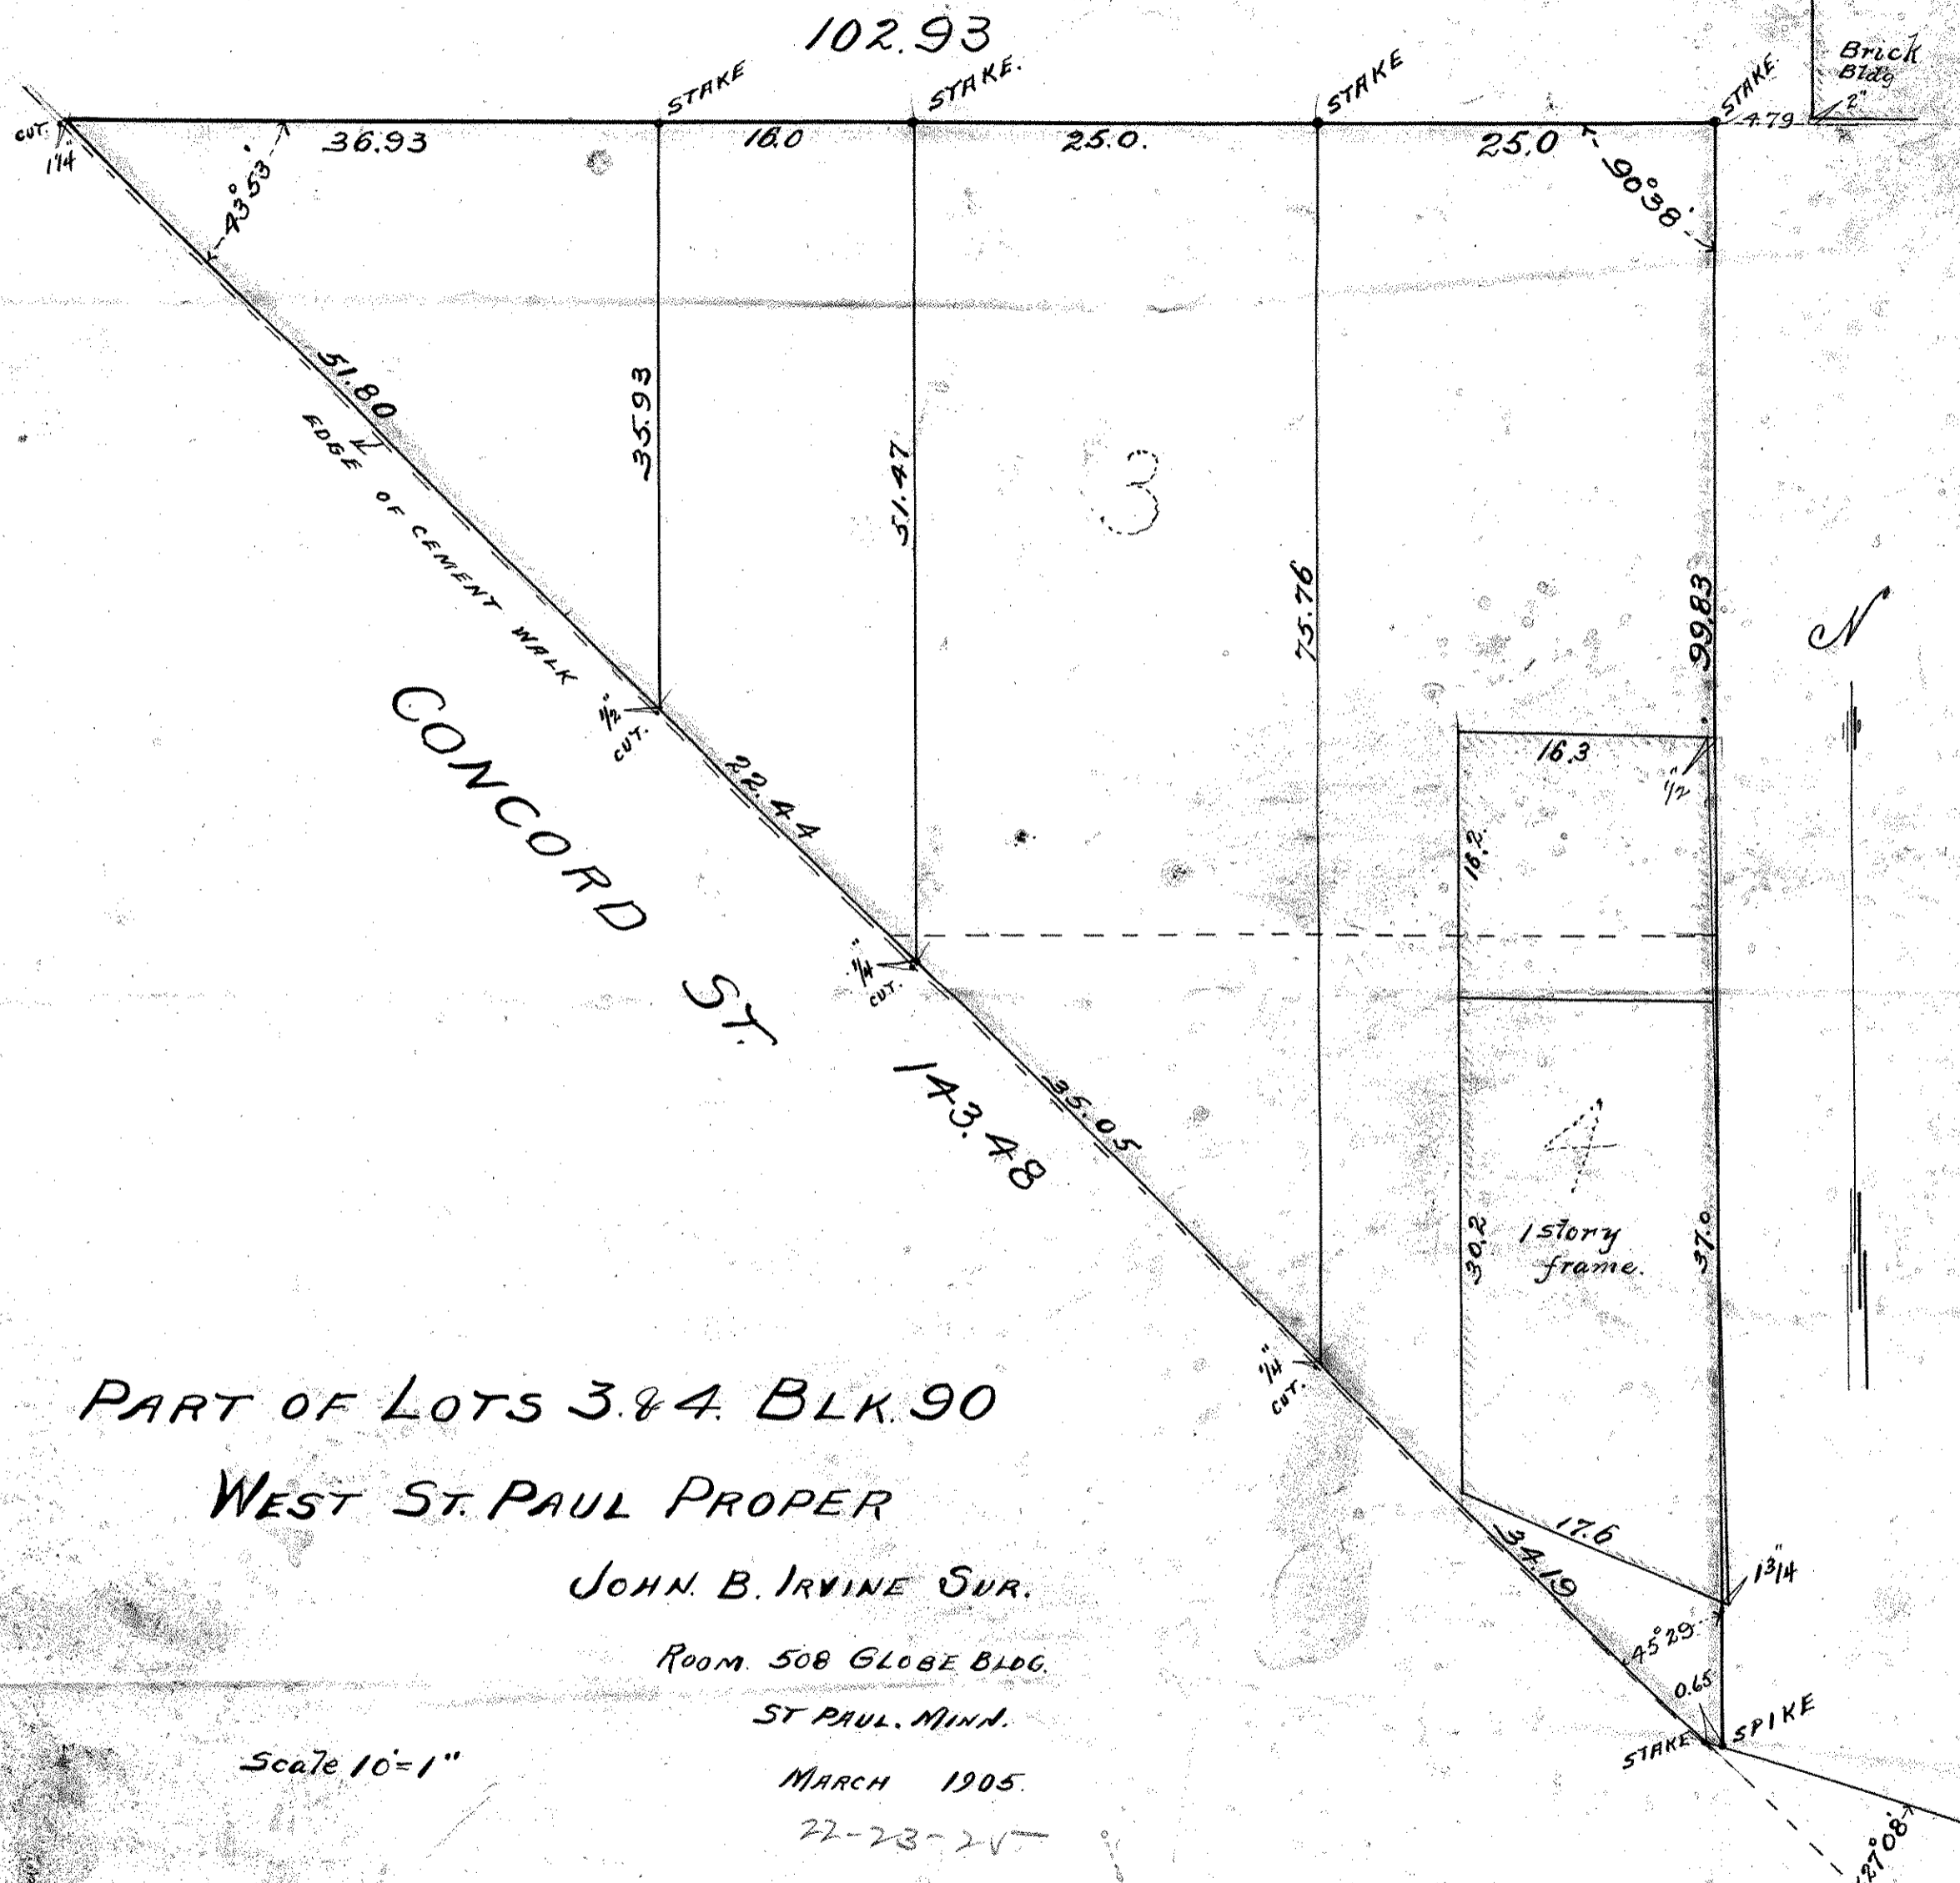 102.93
STAKE
STAKE.
STAKE
STAKE.
Brick
Bldg
2"
4.79
CUT.
1¼"
36.93
16.0
25.0.
25.0
43°53'
90°38'
51.80
EDGE OF CEMENT WALK
35.93
51.47
3
75.76
99.83
N
½"
CUT.
22.44
CONCORD ST.
16.3
½"
18.2.
¼"
CUT.
143.48
35.05
4
1 story
frame.
30.2
37.0
¼"
CUT.
PART OF LOTS 3.&4. BLK. 90
WEST ST. PAUL PROPER
JOHN. B. IRVINE SUR.
ROOM. 508 GLOBE BLDG.
ST PAUL. MINN.
Scale 10'=1"
MARCH 1905.
17.6
34.19
1¾"
45°29'
0.65
STAKE
SPIKE
27°08'